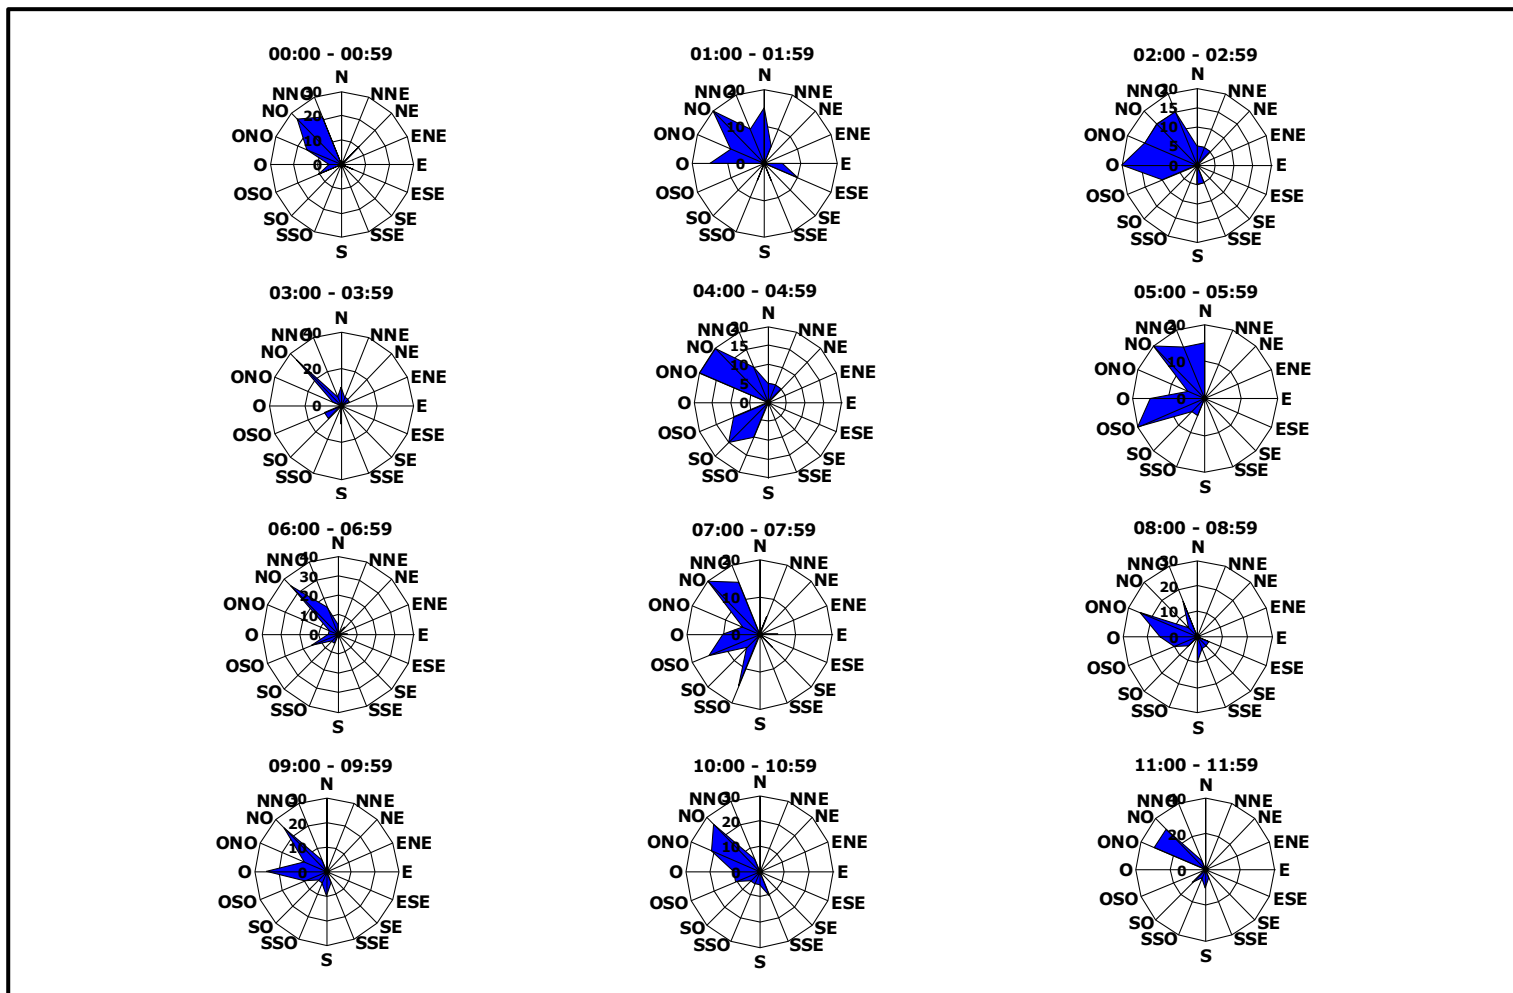 00:00 - 00:59
N
NNO 30 NNE
NO 20 NE
ONO 10 ENE
O 0 E
OSO ESE
SO SE
SSO SSE
S
01:00 - 01:59
N
NNO 20 NNE
NO NE
ONO 10 ENE
O 0 E
OSO ESE
SO SE
SSO SSE
S
02:00 - 02:59
N
NNO 20 NNE
NO 15 NE
ONO 10 ENE
5
O 0 E
OSO ESE
SO SE
SSO SSE
S
03:00 - 03:59
N
NNO 40 NNE
NO NE
ONO 20 ENE
O 0 E
OSO ESE
SO SE
SSO SSE
S
04:00 - 04:59
N
NNO 20 NNE
NO 15 NE
ONO 10 ENE
5
O 0 E
OSO ESE
SO SE
SSO SSE
S
05:00 - 05:59
N
NNO 20 NNE
NO NE
ONO 10 ENE
O 0 E
OSO ESE
SO SE
SSO SSE
S
06:00 - 06:59
N
NNO 40 NNE
NO 30 NE
ONO 20 ENE
10
O 0 E
OSO ESE
SO SE
SSO SSE
S
07:00 - 07:59
N
NNO 20 NNE
NO NE
ONO 10 ENE
O 0 E
OSO ESE
SO SE
SSO SSE
S
08:00 - 08:59
N
NNO 30 NNE
NO 20 NE
ONO 10 ENE
O 0 E
OSO ESE
SO SE
SSO SSE
S
09:00 - 09:59
N
NNO 30 NNE
NO 20 NE
ONO 10 ENE
O 0 E
OSO ESE
SO SE
SSO SSE
S
10:00 - 10:59
N
NNO 30 NNE
NO 20 NE
ONO 10 ENE
O 0 E
OSO ESE
SO SE
SSO SSE
S
11:00 - 11:59
N
NNO 40 NNE
NO NE
ONO 20 ENE
O 0 E
OSO ESE
SO SE
SSO SSE
S